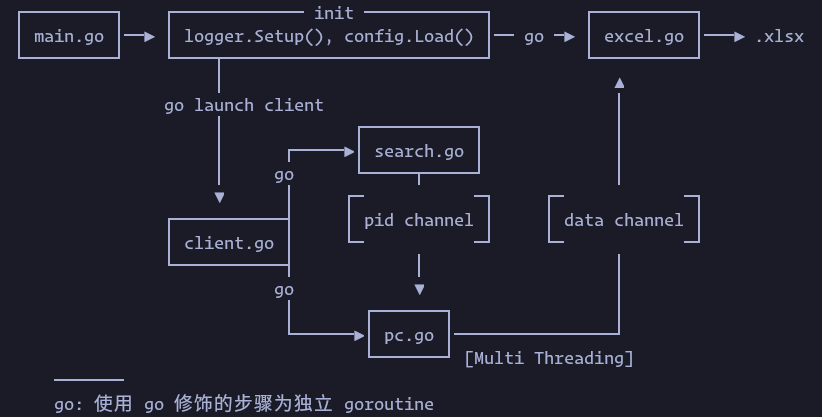 init
main.go
logger.Setup(), config.Load()
go
excel.go
.xlsx
go launch client
search.go
go
pid channel
data channel
client.go
go
pc.go
[Multi Threading]
go: 使用 go 修饰的步骤为独立 goroutine